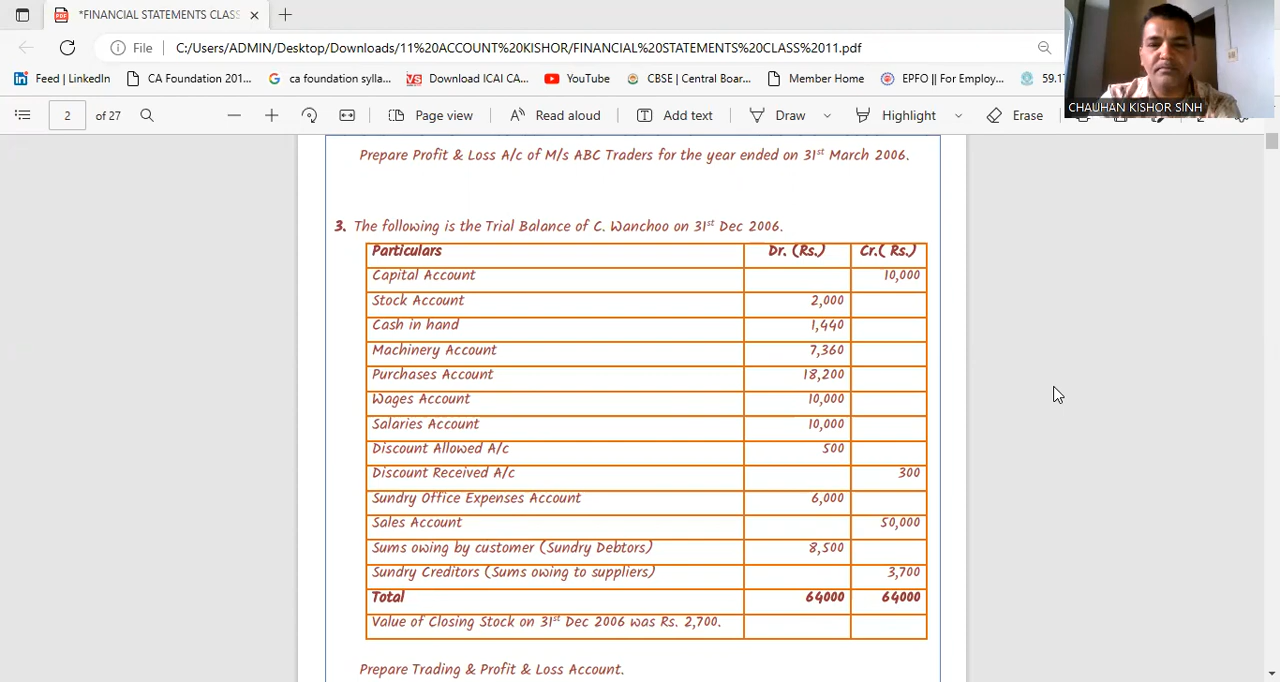 *FINANCIAL STATEMENTS CLASS
File C:/Users/ADMIN/Desktop/Downloads/11%20ACCOUNT%20KISHOR/FINANCIAL%20STATEMENTS%20CLASS%2011.pdf
Feed | LinkedIn CA Foundation 201... ca foundation sylla... Download ICAI CA... YouTube CBSE | Central Boar... Member Home EPFO || For Employ... 59.1
CHAUHAN KISHOR SINH
2 of 27 Page view Read aloud Add text Draw Highlight Erase
Prepare Profit & Loss A/c of M/s ABC Traders for the year ended on 31st March 2006.
3. The following is the Trial Balance of C. Wanchoo on 31st Dec 2006.
Particulars Dr. (Rs.) Cr.( Rs.)
Capital Account 10,000
Stock Account 2,000
Cash in hand 1,440
Machinery Account 7,360
Purchases Account 18,200
Wages Account 10,000
Salaries Account 10,000
Discount Allowed A/c 500
Discount Received A/c 300
Sundry Office Expenses Account 6,000
Sales Account 50,000
Sums owing by customer (Sundry Debtors) 8,500
Sundry Creditors (Sums owing to suppliers) 3,700
Total 64000 64000
Value of Closing Stock on 31st Dec 2006 was Rs. 2,700.
Prepare Trading & Profit & Loss Account.